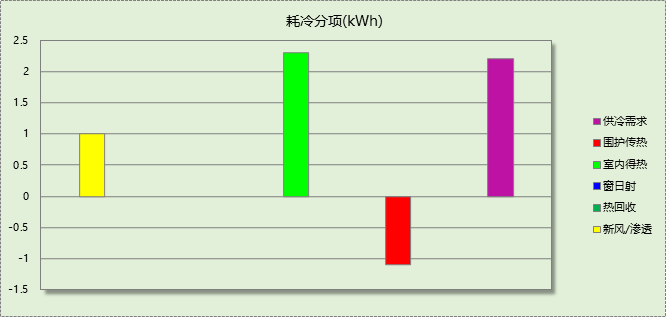 耗冷分项(kWh)
2.5
2
1.5
1
0.5
0
-0.5
-1
-1.5
供冷需求
围护传热
室内得热
窗日射
热回收
新风/渗透